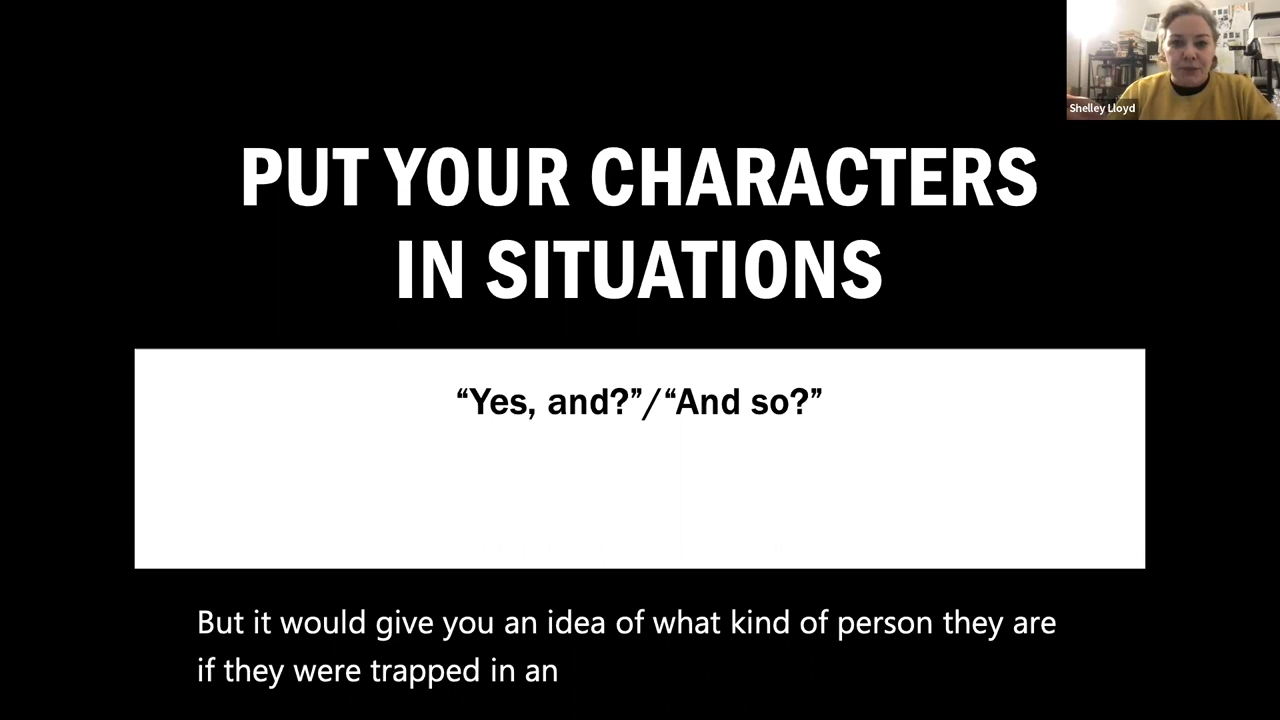 Shelley Lloyd
PUT YOUR CHARACTERS
IN SITUATIONS
“Yes, and?”/“And so?”
But it would give you an idea of what kind of person they are
if they were trapped in an